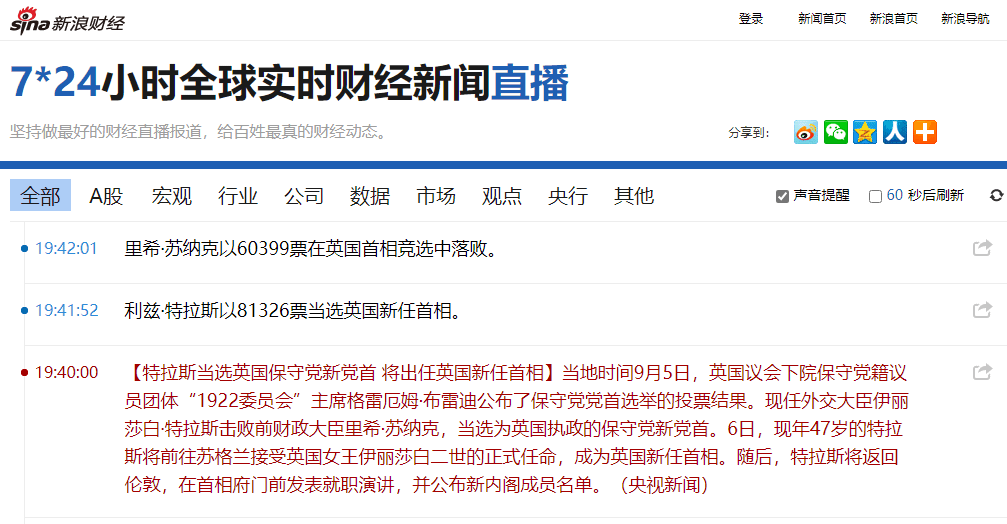 sina新浪财经
登录 新闻首页 新浪首页 新浪导航
7*24小时全球实时财经新闻直播
坚持做最好的财经直播报道，给百姓最真的财经动态。
分享到：
全部 A股 宏观 行业 公司 数据 市场 观点 央行 其他
声音提醒 60 秒后刷新
19:42:01 里希·苏纳克以60399票在英国首相竞选中落败。
19:41:52 利兹·特拉斯以81326票当选英国新任首相。
19:40:00 【特拉斯当选英国保守党新党首 将出任英国新任首相】当地时间9月5日，英国议会下院保守党籍议
员团体“1922委员会”主席格雷厄姆·布雷迪公布了保守党党首选举的投票结果。现任外交大臣伊丽
莎白·特拉斯击败前财政大臣里希·苏纳克，当选为英国执政的保守党新党首。6日，现年47岁的特拉
斯将前往苏格兰接受英国女王伊丽莎白二世的正式任命，成为英国新任首相。随后，特拉斯将返回
伦敦，在首相府门前发表就职演讲，并公布新内阁成员名单。（央视新闻）